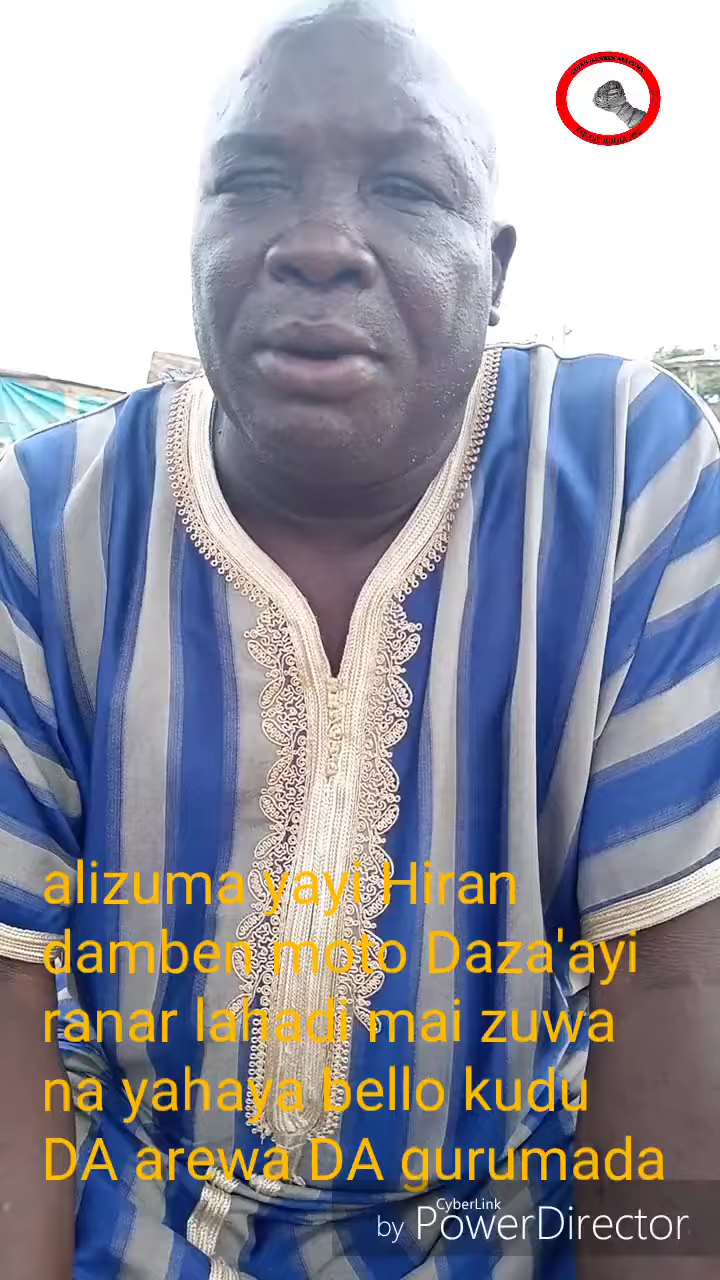 alizuma yayi Hiran
damben moto Daza'ayi
ranar lahadi mai zuwa
na yahaya bello kudu
DA arewa DA gurumada
CyberLink
by PowerDirector